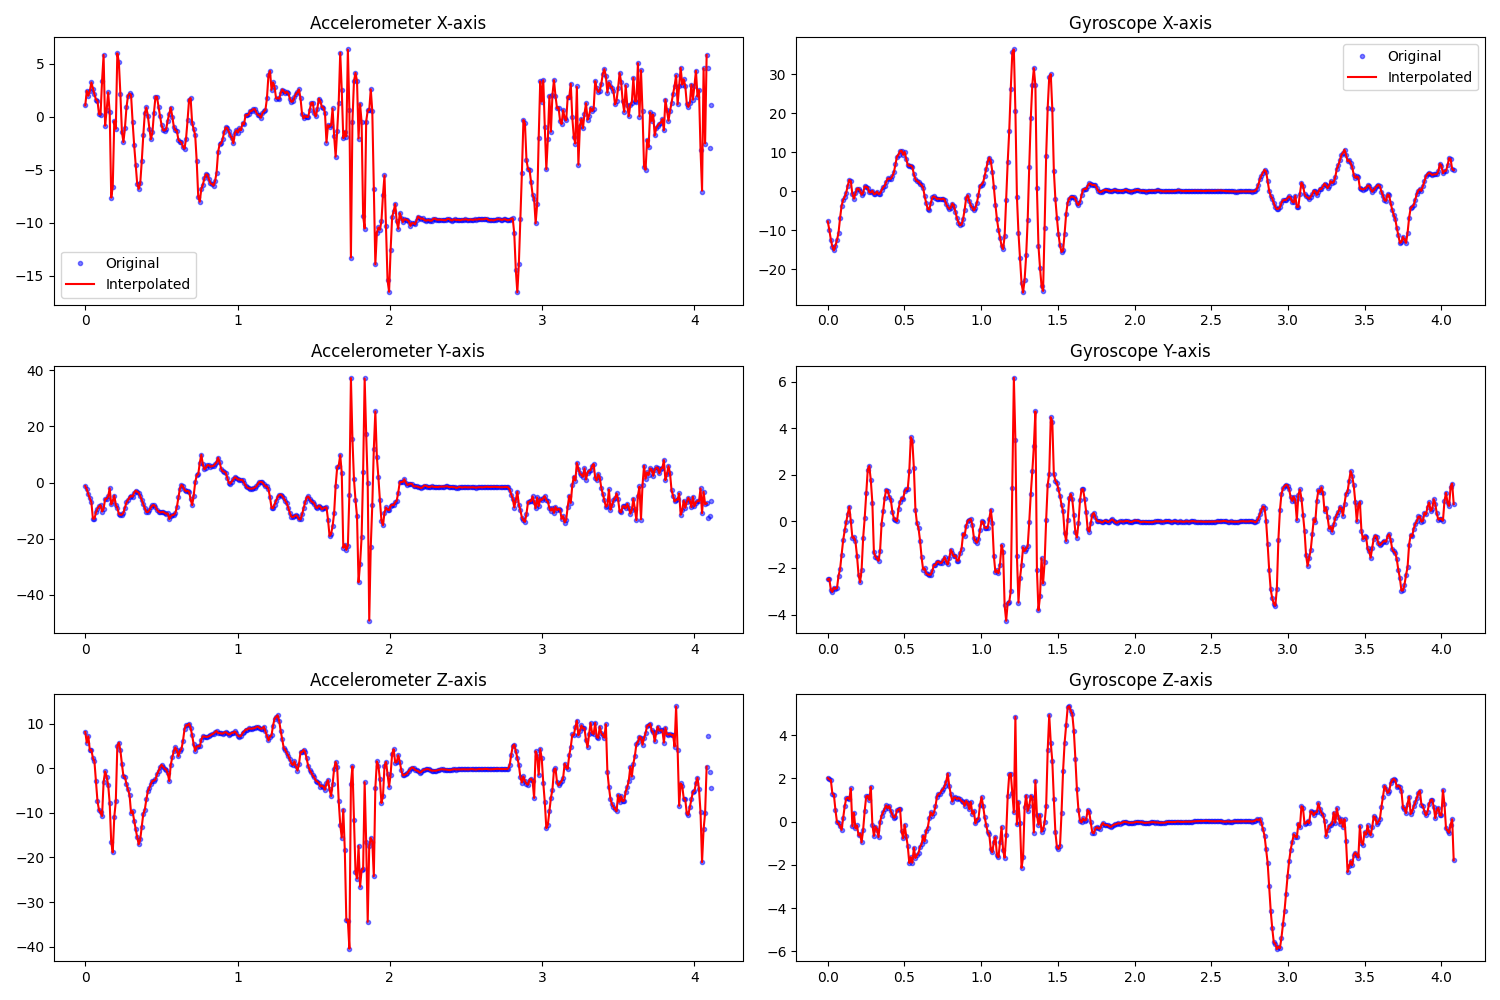 Accelerometer X-axis
5
0
−5
−10
−15
Original
Interpolated
0 1 2 3 4
Gyroscope X-axis
30
20
10
0
−10
−20
Original
Interpolated
0.0 0.5 1.0 1.5 2.0 2.5 3.0 3.5 4.0
Accelerometer Y-axis
40
20
0
−20
−40
0 1 2 3 4
Gyroscope Y-axis
6
4
2
0
−2
−4
0.0 0.5 1.0 1.5 2.0 2.5 3.0 3.5 4.0
Accelerometer Z-axis
10
0
−10
−20
−30
−40
0 1 2 3 4
Gyroscope Z-axis
4
2
0
−2
−4
−6
0.0 0.5 1.0 1.5 2.0 2.5 3.0 3.5 4.0